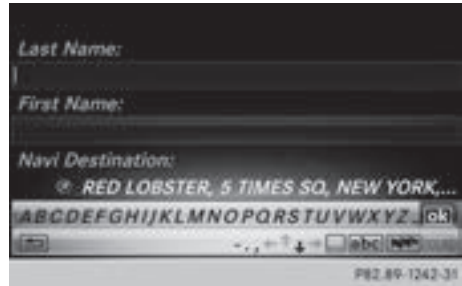 Last Name:
First Name:
Navi Destination:
RED LOBSTER, 5 TIMES SQ, NEW YORK,...
ABCDEFGHIJKLMNOPQRSTUVWXYZ ok
-.,←↑↓→ abc
P82.89-1242-31